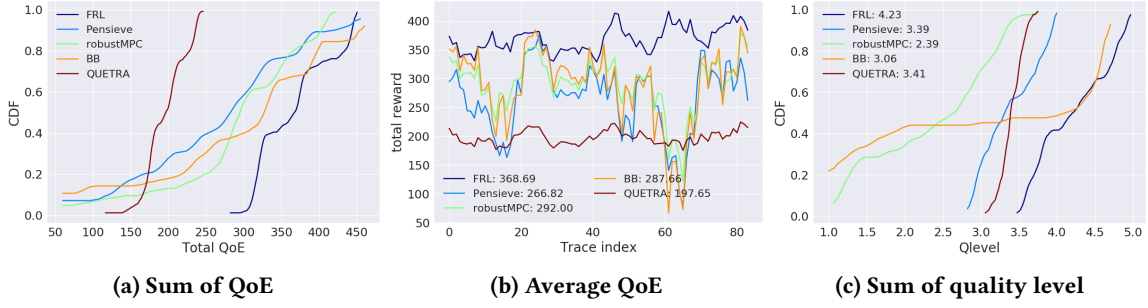 FRL
Pensieve
robustMPC
BB
QUETRA
CDF
1.0
0.8
0.6
0.4
0.2
0.0
50 100 150 200 250 300 350 400 450
Total QoE
(a) Sum of QoE
total reward
400
350
300
250
200
150
100
50
FRL: 368.69
Pensieve: 266.82
robustMPC: 292.00
BB: 287.66
QUETRA: 197.65
0 20 40 60 80
Trace index
(b) Average QoE
FRL: 4.23
Pensieve: 3.39
robustMPC: 2.39
BB: 3.06
QUETRA: 3.41
CDF
1.0
0.8
0.6
0.4
0.2
0.0
1.0 1.5 2.0 2.5 3.0 3.5 4.0 4.5 5.0
Qlevel
(c) Sum of quality level